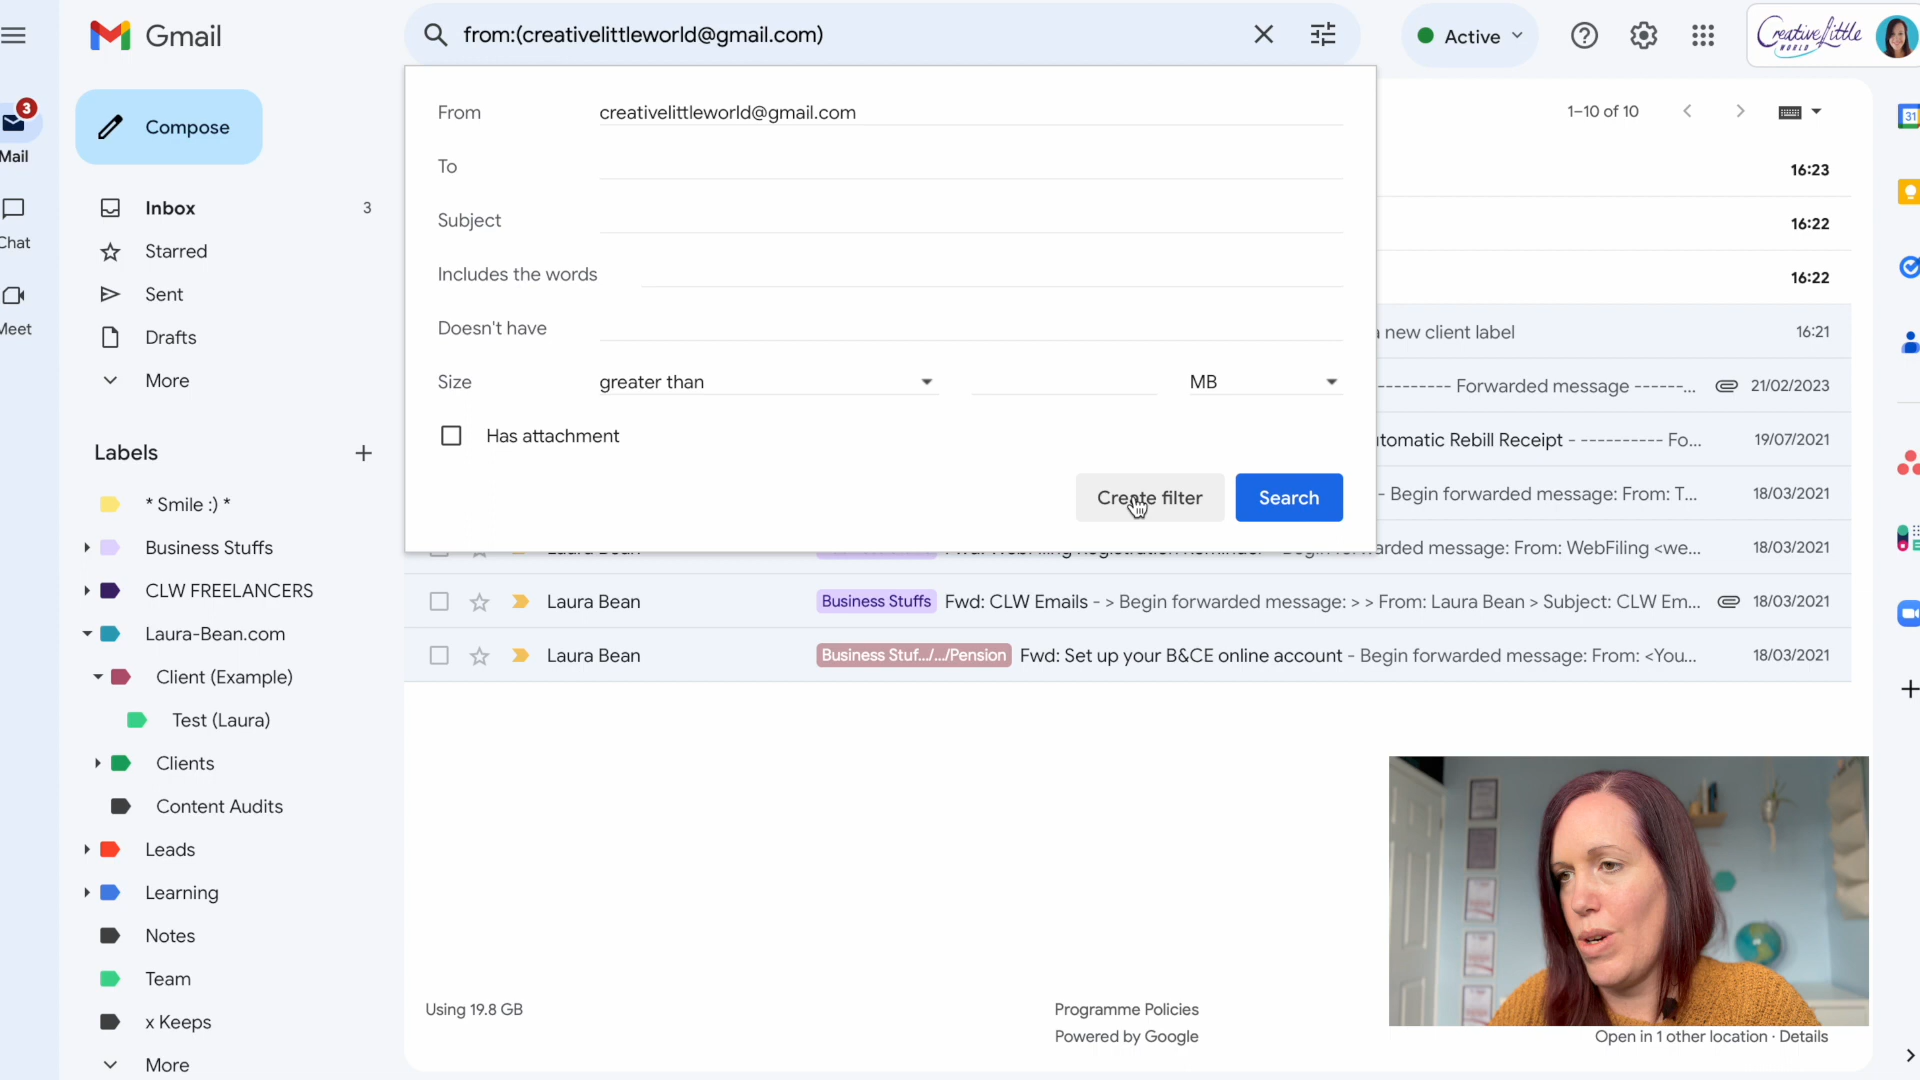 Gmail
from:(creativelittleworld@gmail.com)
Active
Creative Little
WORLD
3
Mail
Chat
Meet
Compose
Inbox 3
Starred
Sent
Drafts
More
Labels
* Smile :) *
Business Stuffs
CLW FREELANCERS
Laura-Bean.com
Client (Example)
Test (Laura)
Clients
Content Audits
Leads
Learning
Notes
Team
x Keeps
More
From creativelittleworld@gmail.com
To
Subject
Includes the words
Doesn't have
Size greater than MB
Has attachment
Create filter Search
1–10 of 10
31
16:23
16:22
16:22
a new client label 16:21
--------- Forwarded message ------... 21/02/2023
tomatic Rebill Receipt - ---------- Fo... 19/07/2021
- Begin forwarded message: From: T... 18/03/2021
arded message: From: WebFiling <we... 18/03/2021
Laura Bean Business Stuffs Fwd: CLW Emails - > Begin forwarded message: > > From: Laura Bean > Subject: CLW Em... 18/03/2021
Laura Bean Business Stuf.../.../Pension Fwd: Set up your B&CE online account - Begin forwarded message: From: <You... 18/03/2021
Using 19.8 GB
Programme Policies
Powered by Google
Open in 1 other location · Details